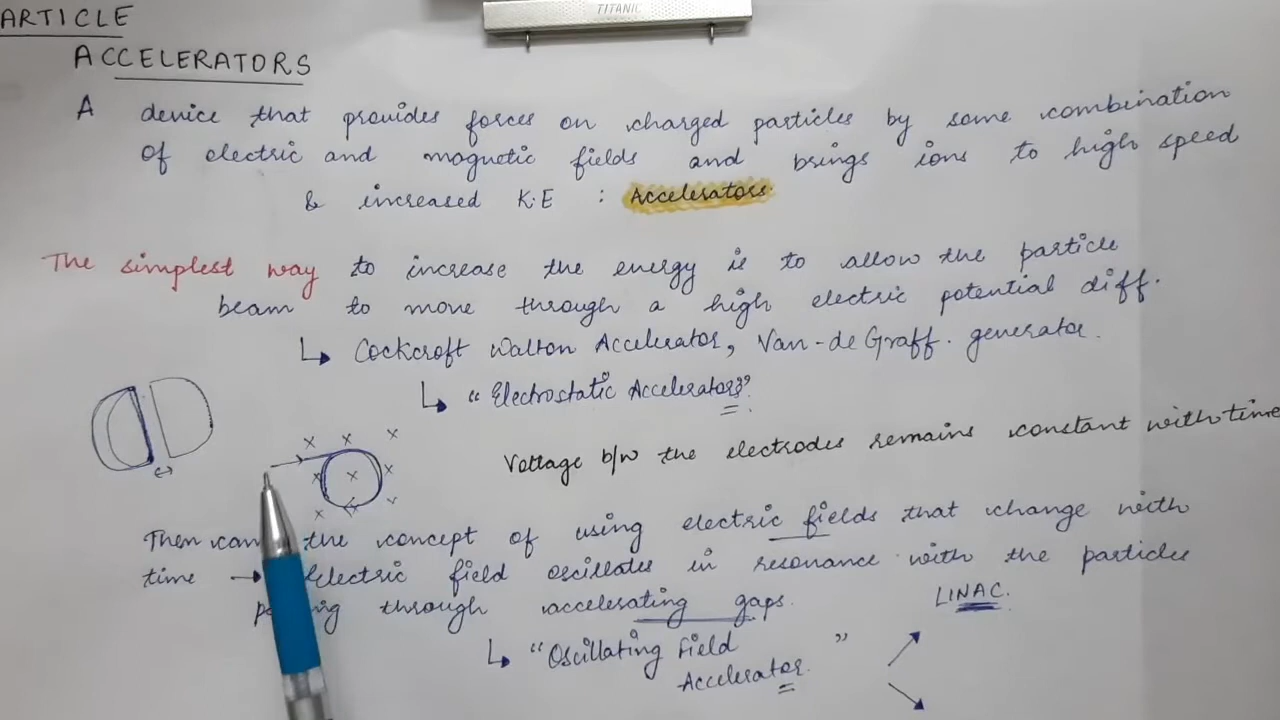 TITANIC
ARTICLE
ACCELERATORS
A device that provides forces on charged particles by some combination
of electric and magnetic fields and brings ions to high speed
& increased K.E : Accelerators
The simplest way to increase the energy is to allow the particle
beam to move through a high electric potential diff.
↳ Cockcroft Walton Accelerator, Van-de Graff. generator.
↳ "Electrostatic Accelerators"
Voltage b/w the electrodes remains constant with time
x x x
x x x
x
Then cam the concept of using electric fields that change with
time → Electric field oscillates in resonance with the particles
through accelerating gaps.
LINAC.
↳ "Oscillating Field
Accelerator. "